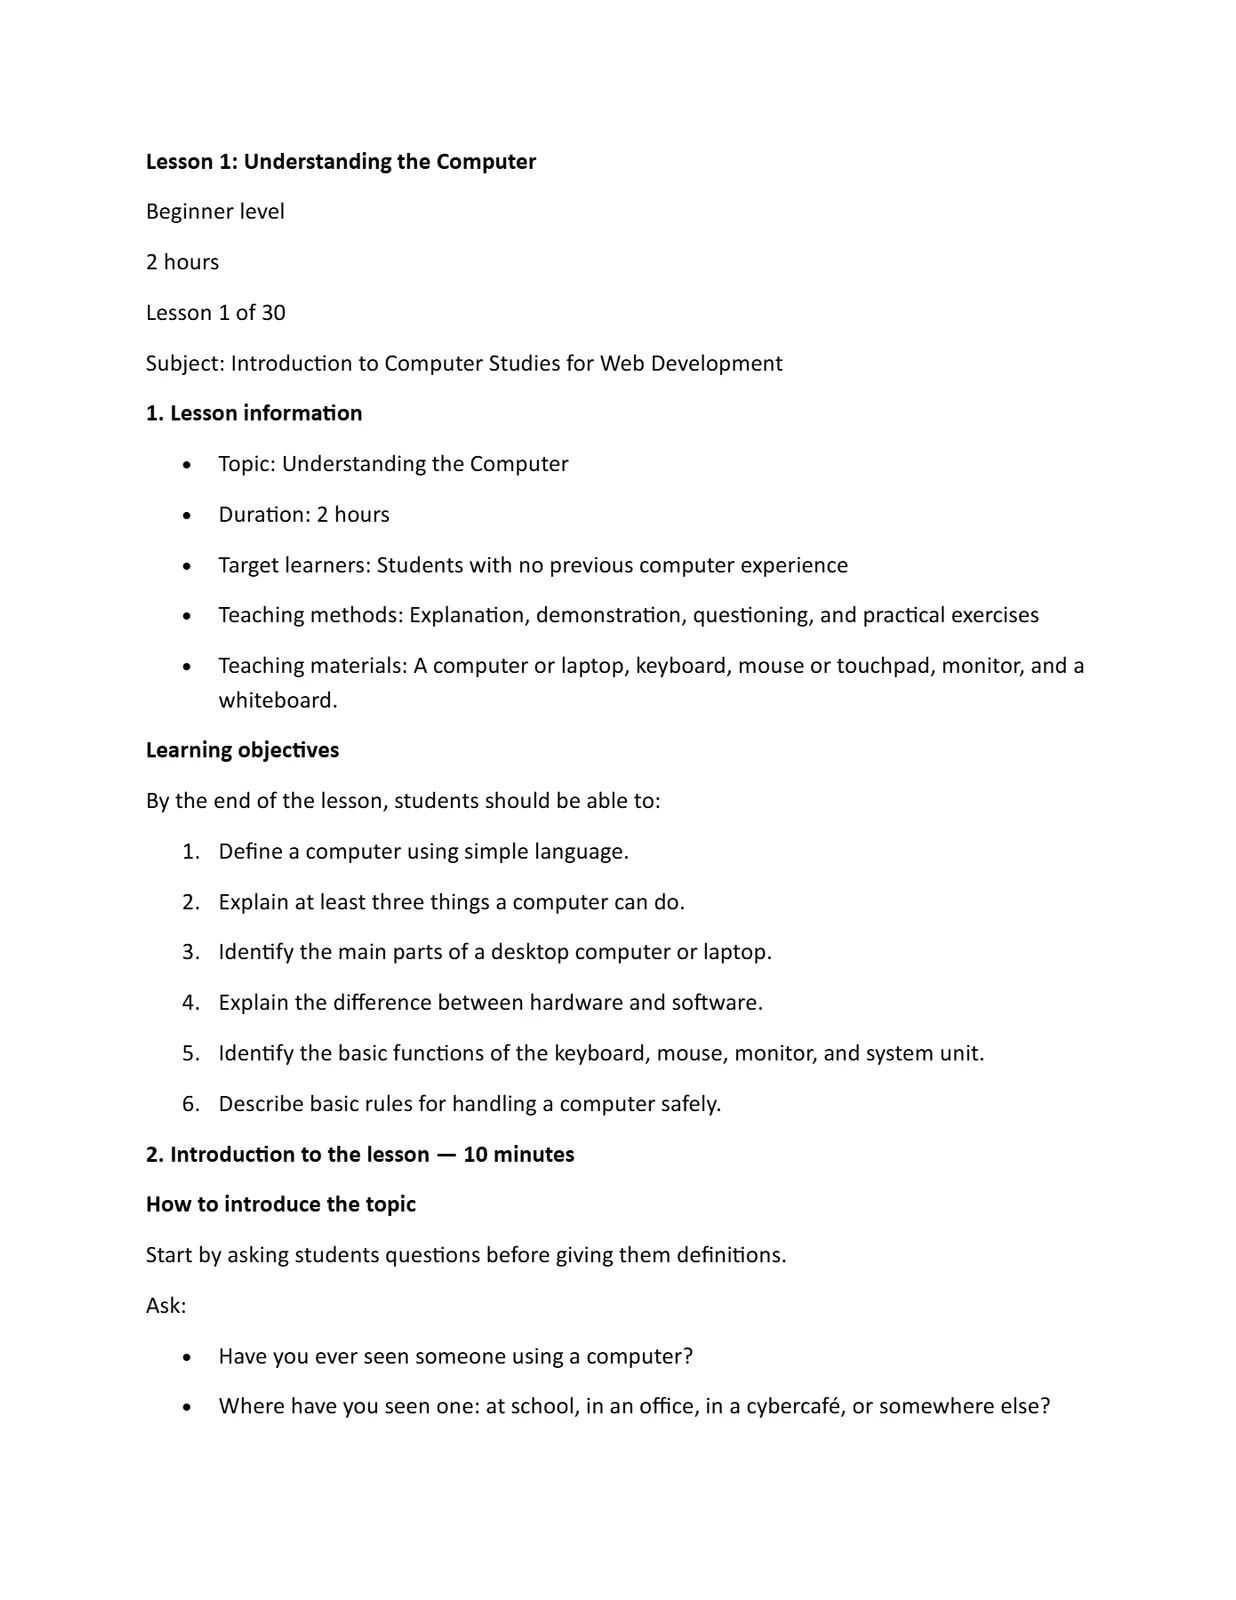 Lesson 1: Understanding the Computer
Beginner level
2 hours
Lesson 1 of 30
Subject: Introduction to Computer Studies for Web Development
1. Lesson information
• Topic: Understanding the Computer
• Duration: 2 hours
• Target learners: Students with no previous computer experience
• Teaching methods: Explanation, demonstration, questioning, and practical exercises
• Teaching materials: A computer or laptop, keyboard, mouse or touchpad, monitor, and a
whiteboard.
Learning objectives
By the end of the lesson, students should be able to:
1. Define a computer using simple language.
2. Explain at least three things a computer can do.
3. Identify the main parts of a desktop computer or laptop.
4. Explain the difference between hardware and software.
5. Identify the basic functions of the keyboard, mouse, monitor, and system unit.
6. Describe basic rules for handling a computer safely.
2. Introduction to the lesson — 10 minutes
How to introduce the topic
Start by asking students questions before giving them definitions.
Ask:
• Have you ever seen someone using a computer?
• Where have you seen one: at school, in an office, in a cybercafé, or somewhere else?